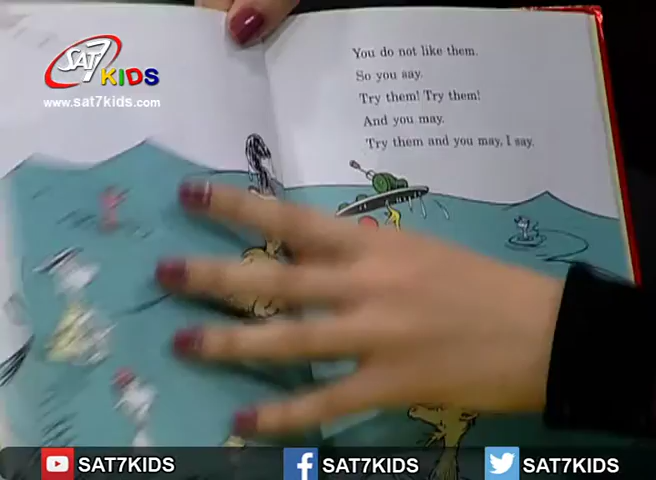 SAT7
KIDS
www.sat7kids.com
You do not like them.
So you say.
Try them! Try them!
And you may.
Try them and you may, I say.
SAT7KIDS
SAT7KIDS
SAT7KIDS